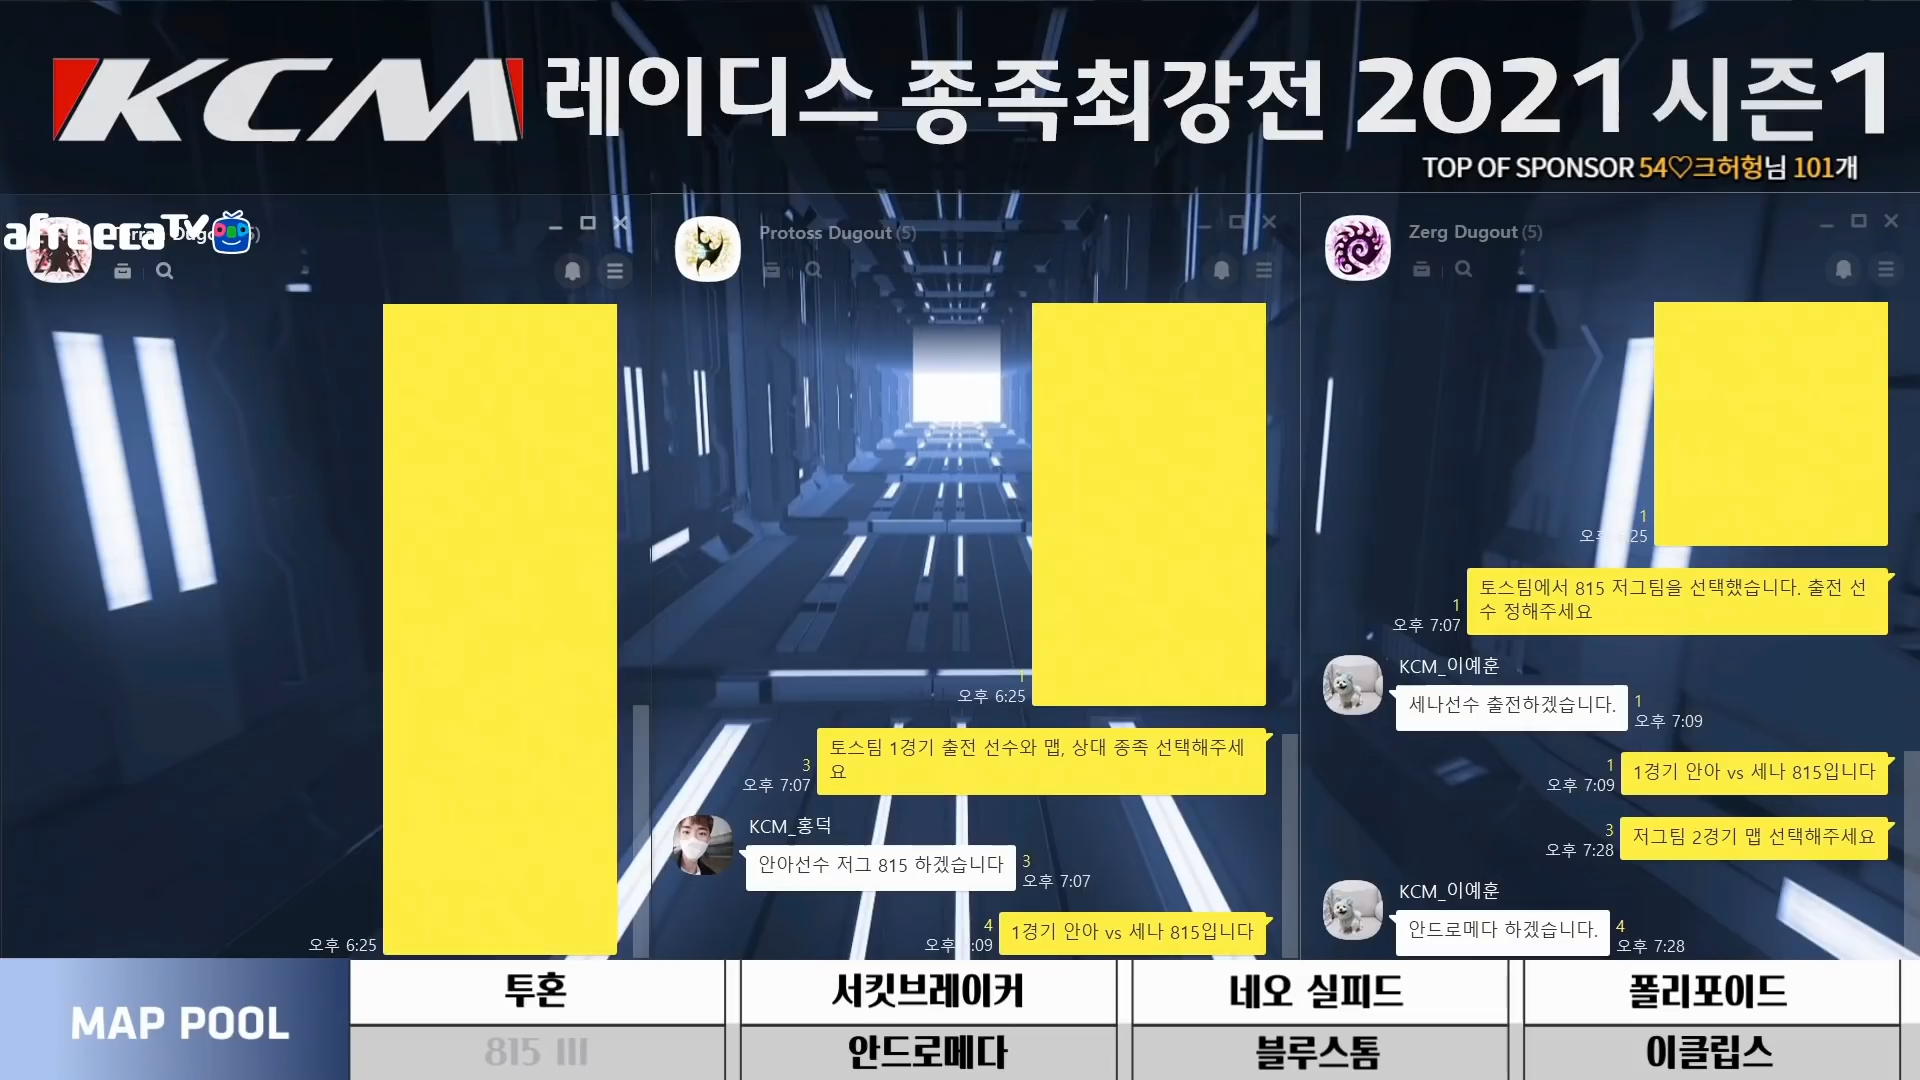 KCM 레이디스 종족최강전 2021 시즌1
TOP OF SPONSOR 54♡크허헝님 101개
afreecaTV
Protoss Dugout (5)
Zerg Dugout (5)
오후 6:25
1
오후 6:25
3
오후 7:07
토스팀 1경기 출전 선수와 맵, 상대 종족 선택해주세
요
KCM_홍덕
안아선수 저그 815 하겠습니다
3
오후 7:07
4
1경기 안아 vs 세나 815입니다
1
1
오후 7:07
토스팀에서 815 저그팀을 선택했습니다. 출전 선
수 정해주세요
KCM_이예훈
세나선수 출전하겠습니다.
1
오후 7:09
1
오후 7:09
1경기 안아 vs 세나 815입니다
3
오후 7:28
저그팀 2경기 맵 선택해주세요
KCM_이예훈
안드로메다 하겠습니다.
4
오후 7:28
MAP POOL
투혼
서킷브레이커
네오 실피드
폴리포이드
815 III
안드로메다
블루스톰
이클립스